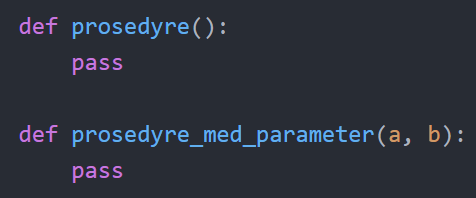 def prosedyre():
    pass

def prosedyre_med_parameter(a, b):
    pass